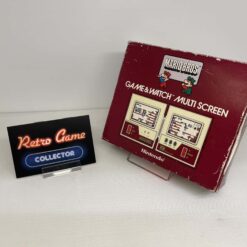 Retro Game
COLLECTOR
MARIO BROS.
GAME & WATCH MULTI SCREEN
Nintendo